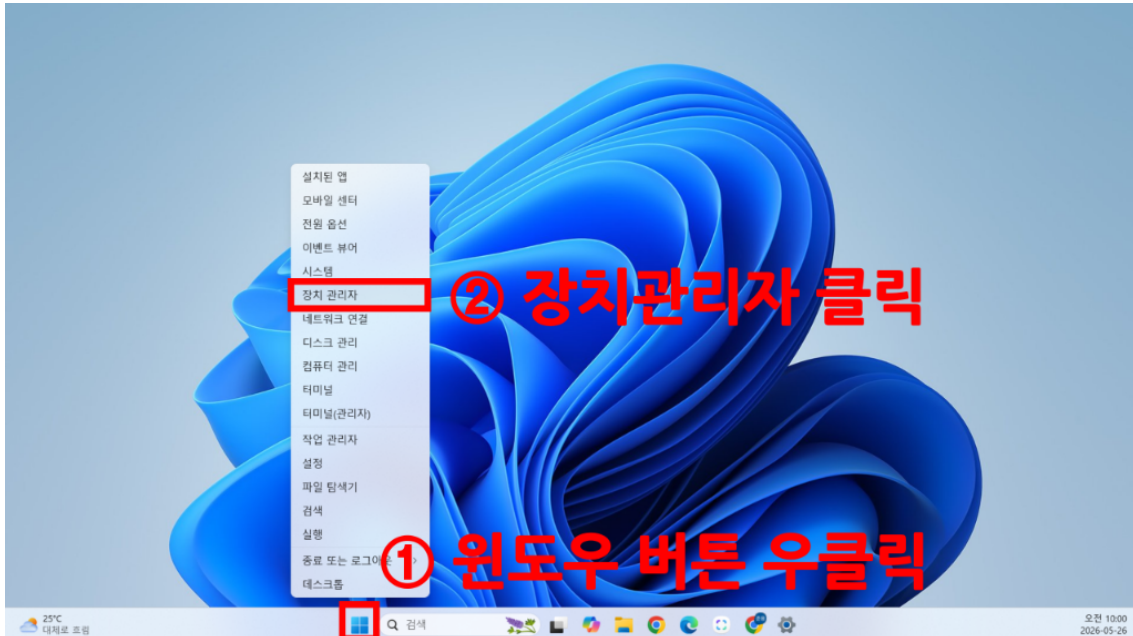 설치된 앱
모바일 센터
전원 옵션
이벤트 뷰어
시스템
장치 관리자
② 장치관리자 클릭
네트워크 연결
디스크 관리
컴퓨터 관리
터미널
터미널(관리자)
작업 관리자
설정
파일 탐색기
검색
실행
① 윈도우 버튼 우클릭
종료 또는 로그아웃
데스크톱
25°C
대체로 흐림
검색
오전 10:00
2026-05-26